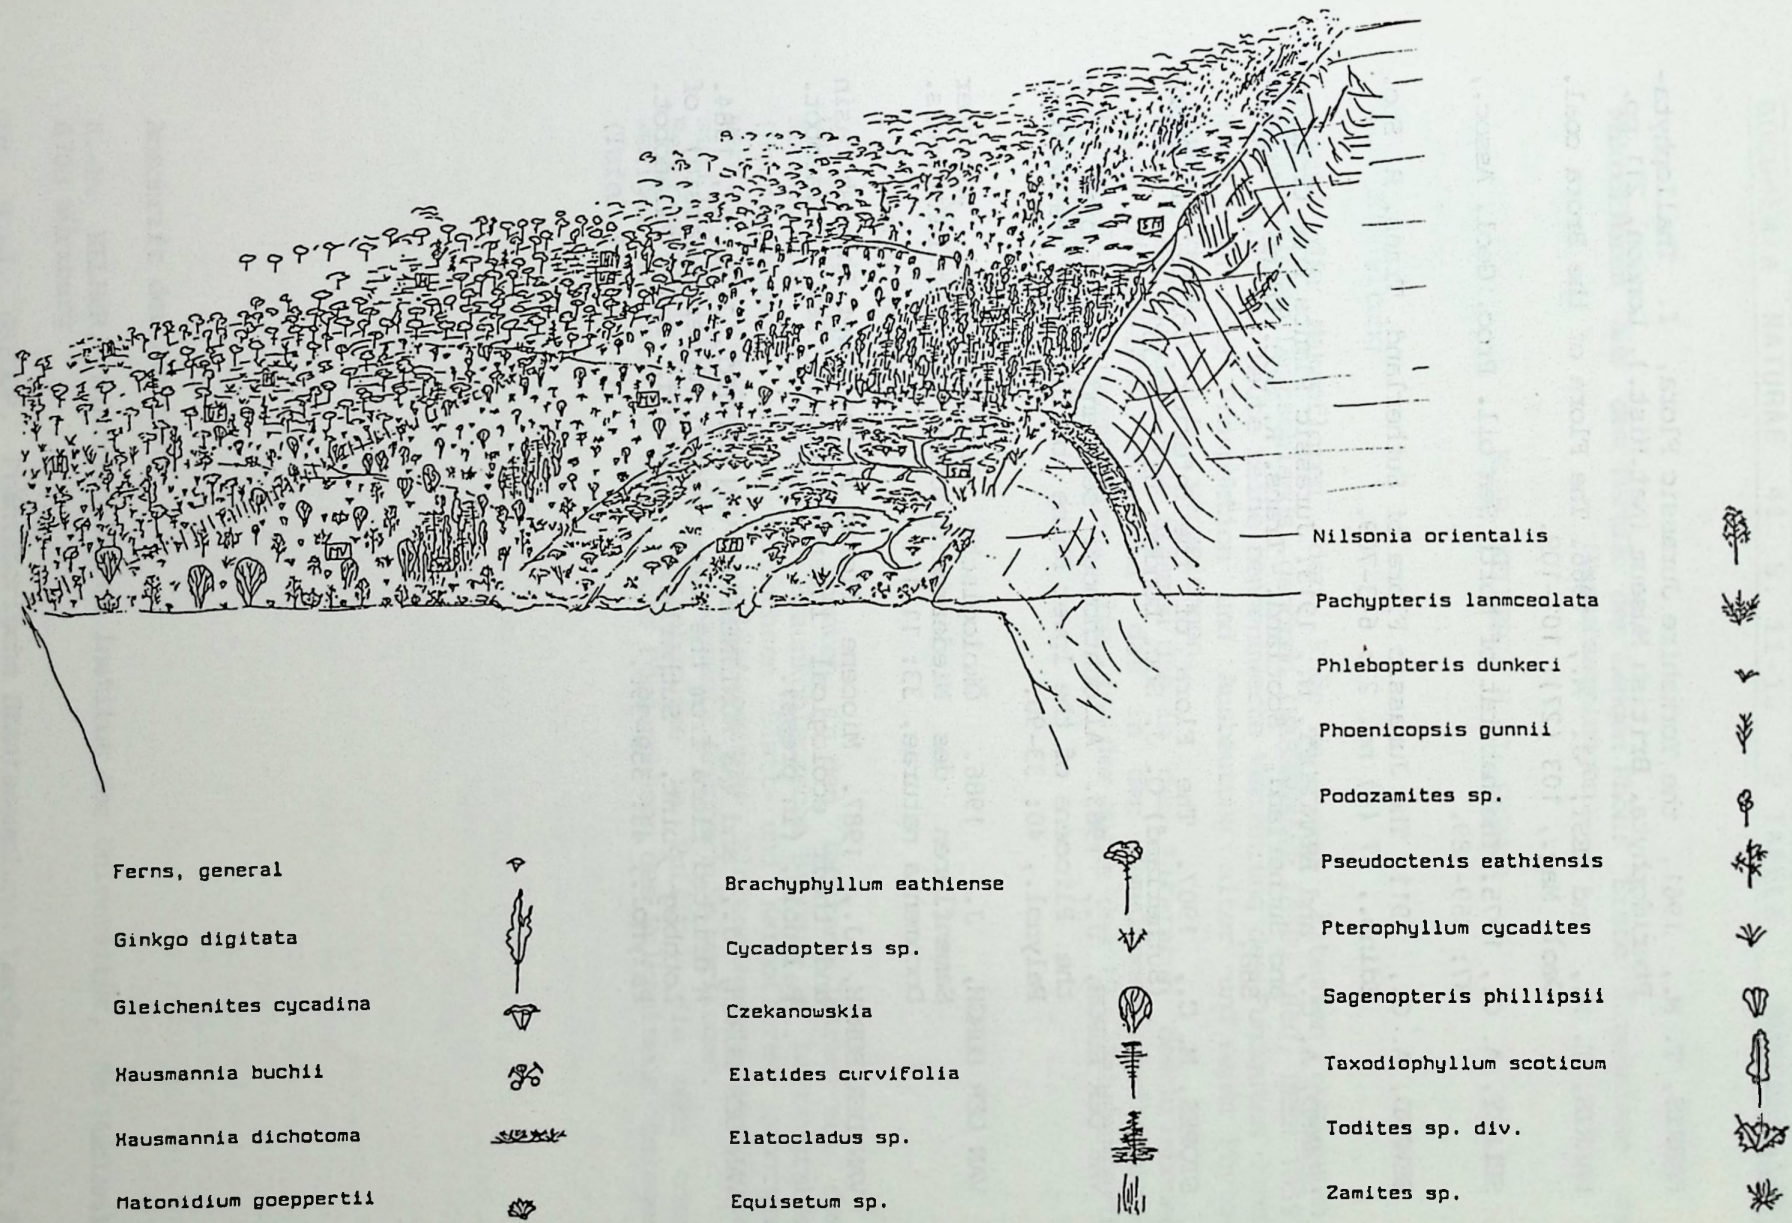 Ferns, general
Ginkgo digitata
Gleichenites cycadina
Hausmannia buchii
Hausmannia dichotoma
Matonidium goeppertii
Brachyphyllum eathiense
Cycadopteris sp.
Czekanowskia
Elatides curvifolia
Elatocladus sp.
Equisetum sp.
Nilsonia orientalis
Pachypteris lanmceolata
Phlebopteris dunkeri
Phoenicopsis gunnii
Podozamites sp.
Pseudoctenis eathiensis
Pterophyllum cycadites
Sagenopteris phillipsii
Taxodiophyllum scoticum
Todites sp. div.
Zamites sp.